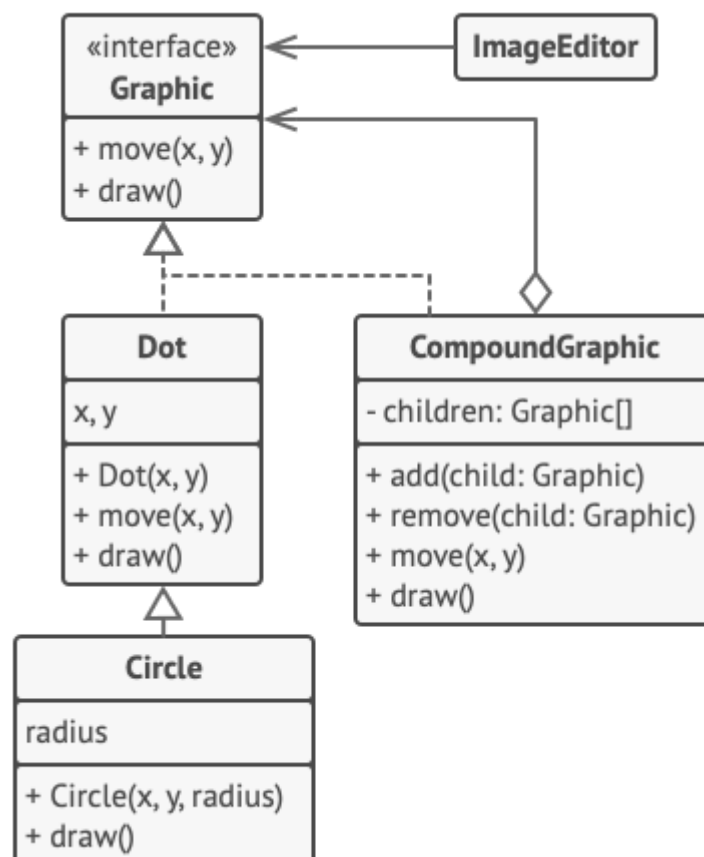 «interface»
Graphic
+ move(x, y)
+ draw()
ImageEditor
Dot
x, y
+ Dot(x, y)
+ move(x, y)
+ draw()
CompoundGraphic
- children: Graphic[]
+ add(child: Graphic)
+ remove(child: Graphic)
+ move(x, y)
+ draw()
Circle
radius
+ Circle(x, y, radius)
+ draw()